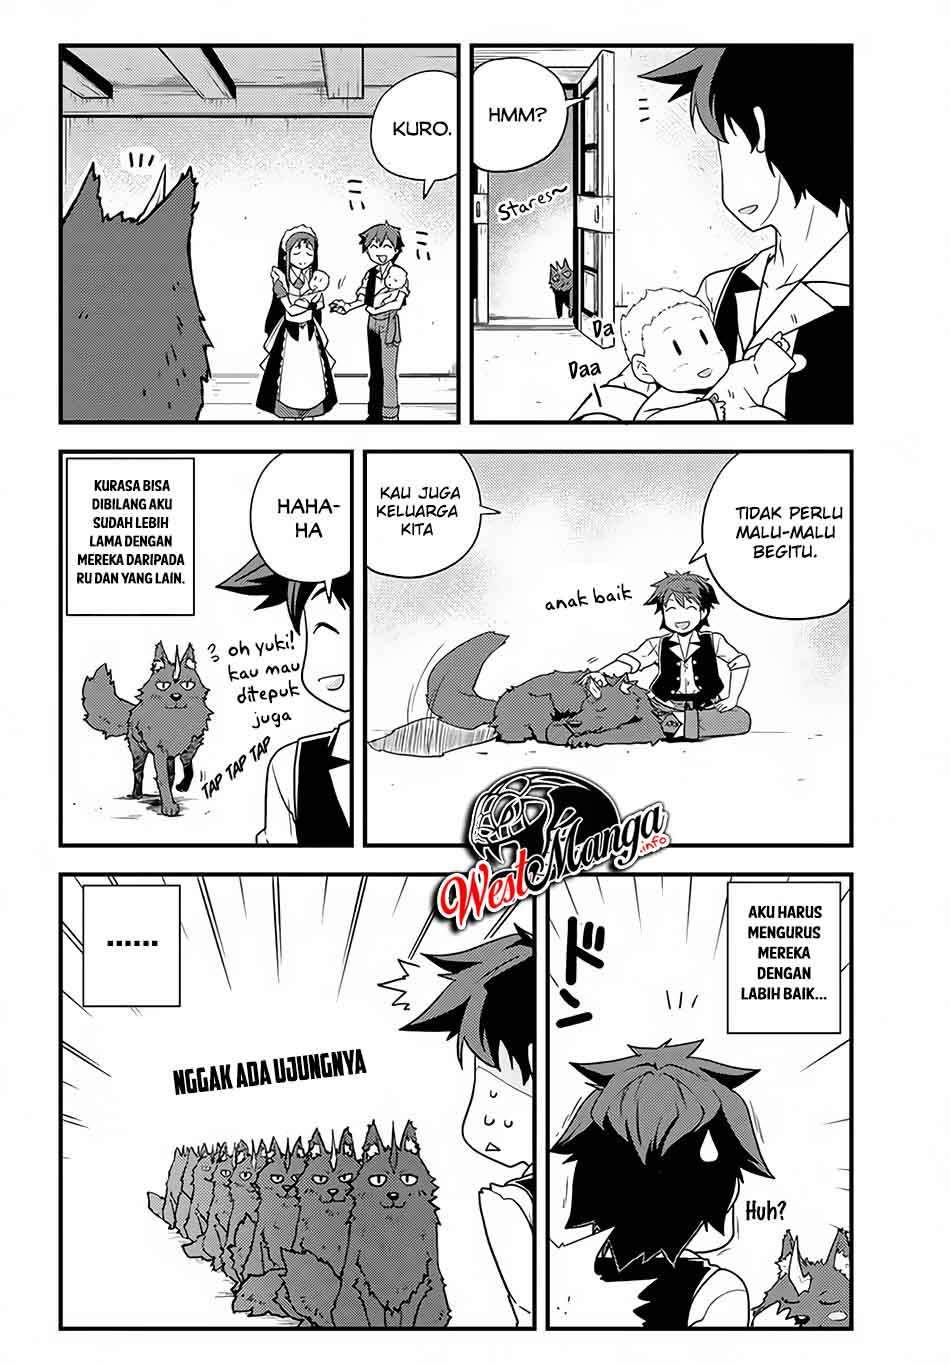 HMM?
Stares~
Da
Daa
KURO.
TIDAK PERLU
MALU-MALU
BEGITU.
KAU JUGA
KELUARGA
KITA
anak baik
HAHA-
HA
KURASA BISA
DIBILANG AKU
SUDAH LEBIH
LAMA DENGAN
MEREKA DARIPADA
RU DAN YANG LAIN.
oh yuki!
kau mau
ditepuk
juga
TAP TAP TAP
WestManga
.info
AKU HARUS
MENGURUS
MEREKA
DENGAN
LABIH BAIK...
ドン
Huh?
......
NGGAK ADA UJUNGNYA